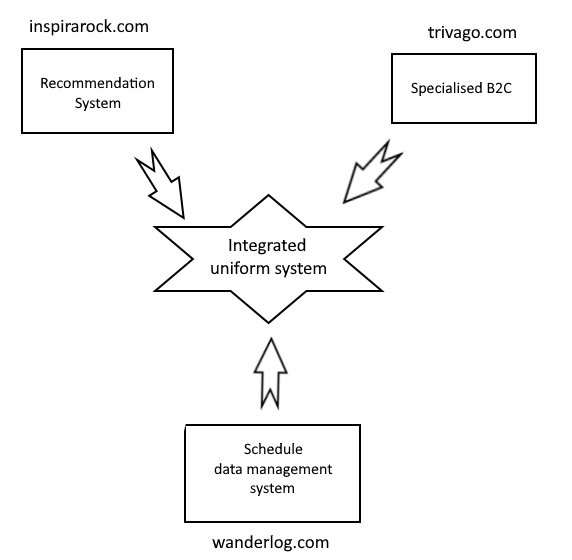 inspirarock.com
trivago.com
Recommendation
System
Specialised B2C
Integrated
uniform system
Schedule
data management
system
wanderlog.com